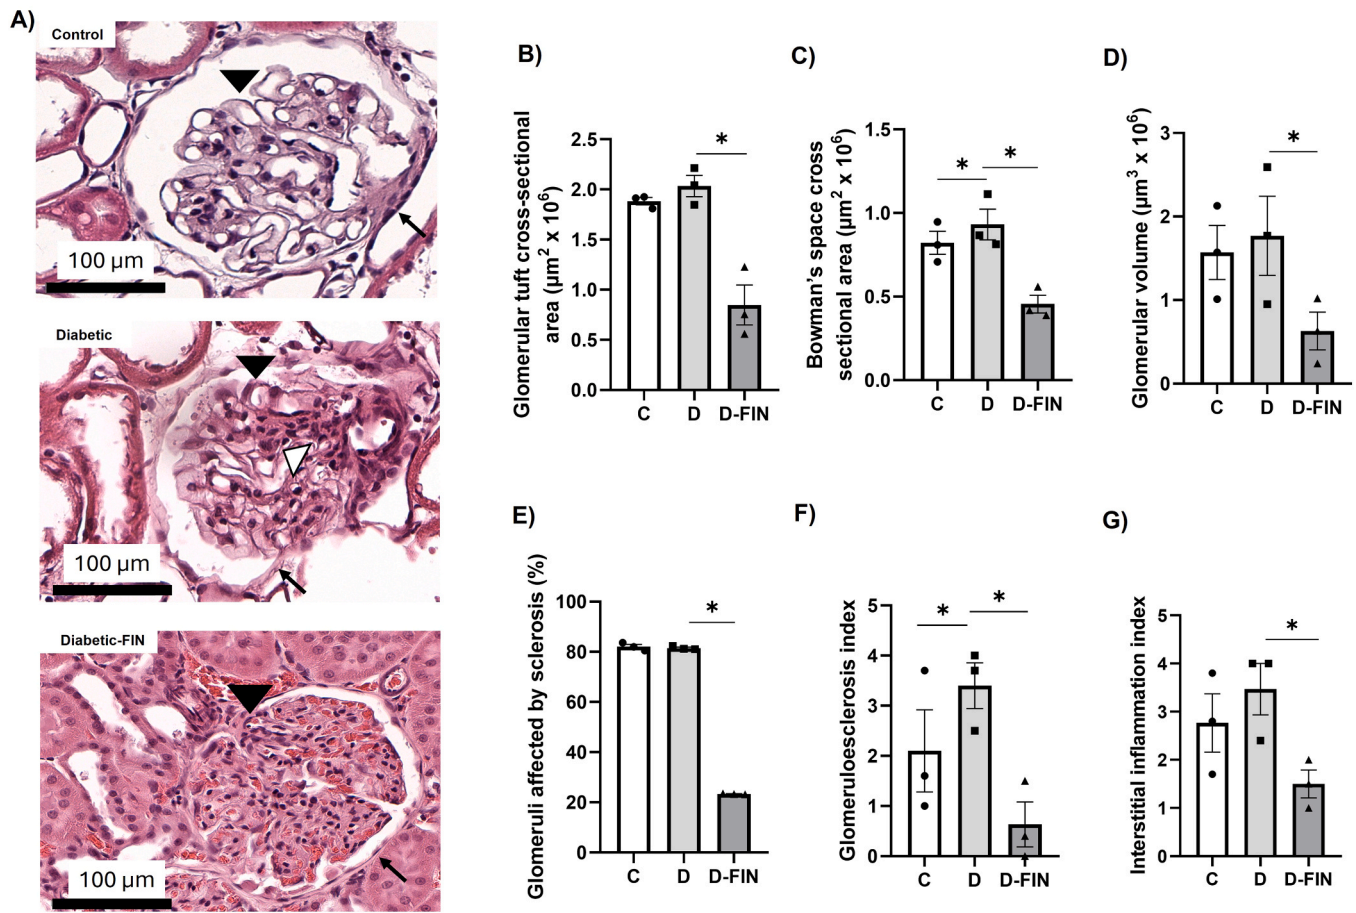 A)
Control
100 µm
Diabetic
100 µm
Diabetic-FIN
100 µm
B)
Glomerular tuft cross-sectional
area (µm² x 10⁶)
2.5
2.0
1.5
1.0
0.5
0.0
*
C D D-FIN
C)
Bowman's space cross
sectional area (µm² x 10⁶)
1.5
1.0
0.5
0.0
* *
C D D-FIN
D)
Glomerular volume (µm³ x 10⁶)
3
2
1
0
*
C D D-FIN
E)
Glomeruli affected by sclerosis (%)
100
80
60
40
20
0
*
C D D-FIN
F)
Glomeruloesclerosis index
5
4
3
2
1
0
* *
C D D-FIN
G)
Interstitial inflamation index
5
4
3
2
1
0
*
C D D-FIN